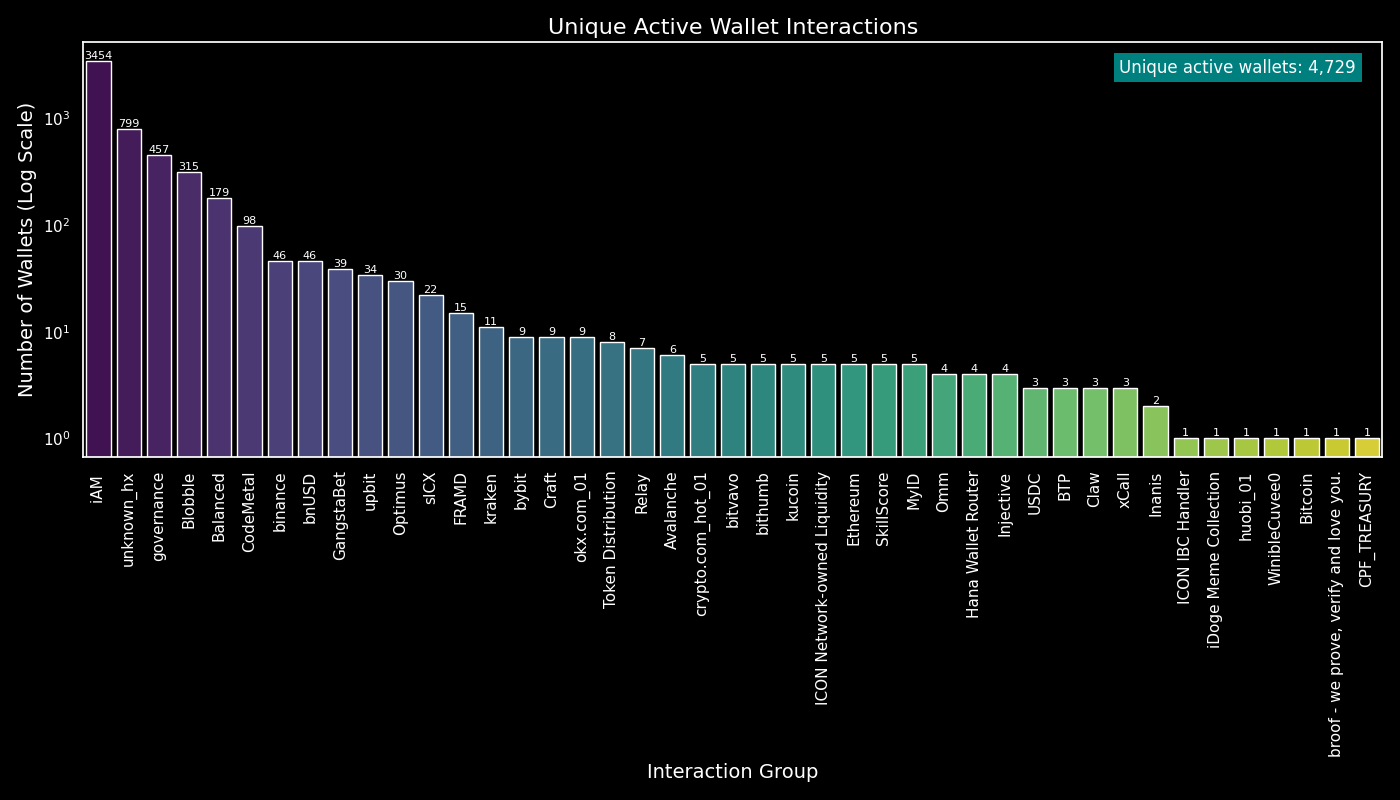 Unique Active Wallet Interactions
Unique active wallets: 4,729
Number of Wallets (Log Scale)
10³
10²
10¹
10⁰
3454
799
457
315
179
98
46
46
39
34
30
22
15
11
9
9
9
8
7
6
5
5
5
5
5
5
5
5
4
4
4
3
3
3
3
2
1
1
1
1
1
1
1
iAM
unknown_hx
governance
Blobble
Balanced
CodeMetal
binance
bnUSD
GangstaBet
upbit
Optimus
sICX
FRAMD
kraken
bybit
Craft
okx.com_01
Token Distribution
Relay
Avalanche
crypto.com_hot_01
bitvavo
bithumb
kucoin
ICON Network-owned Liquidity
Ethereum
SkillScore
MyID
Omm
Hana Wallet Router
Injective
USDC
BTP
Claw
xCall
Inanis
ICON IBC Handler
iDoge Meme Collection
huobi_01
WinibleCuvee0
Bitcoin
broof - we prove, verify and love you.
CPF_TREASURY
Interaction Group